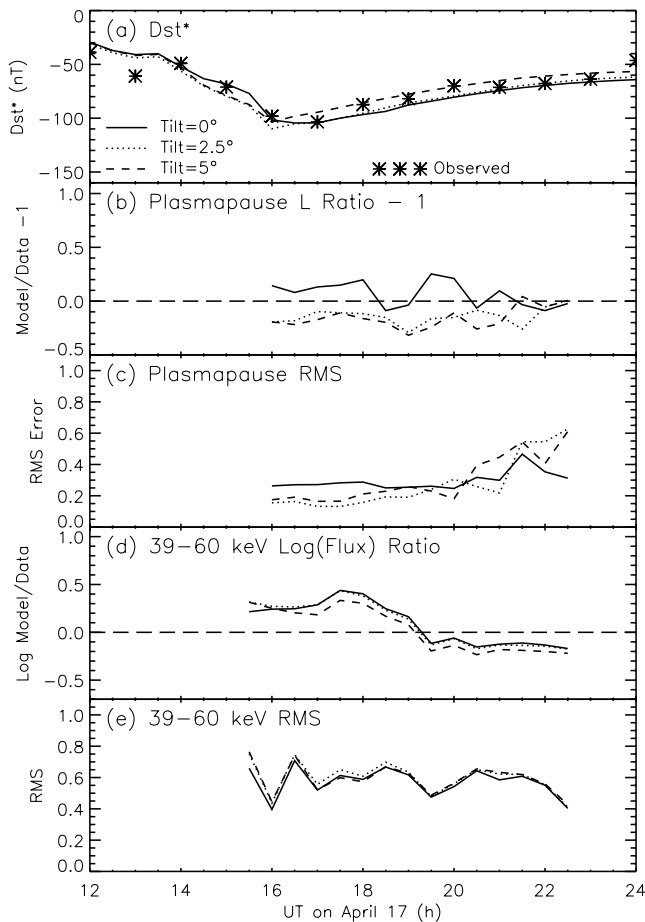 0
(a) Dst*
−50
Dst* (nT)
−100
Tilt=0°
Tilt=2.5°
Tilt=5°
Observed
−150
1.0
(b) Plasmapause L Ratio − 1
0.5
Model/Data −1
0.0
−0.5
1.0
(c) Plasmapause RMS
0.8
0.6
RMS Error
0.4
0.2
0.0
1.0
(d) 39−60 keV Log(Flux) Ratio
0.5
Log Model/Data
0.0
−0.5
1.0
(e) 39−60 keV RMS
0.8
0.6
RMS
0.4
0.2
0.0
12 14 16 18 20 22 24
UT on April 17 (h)